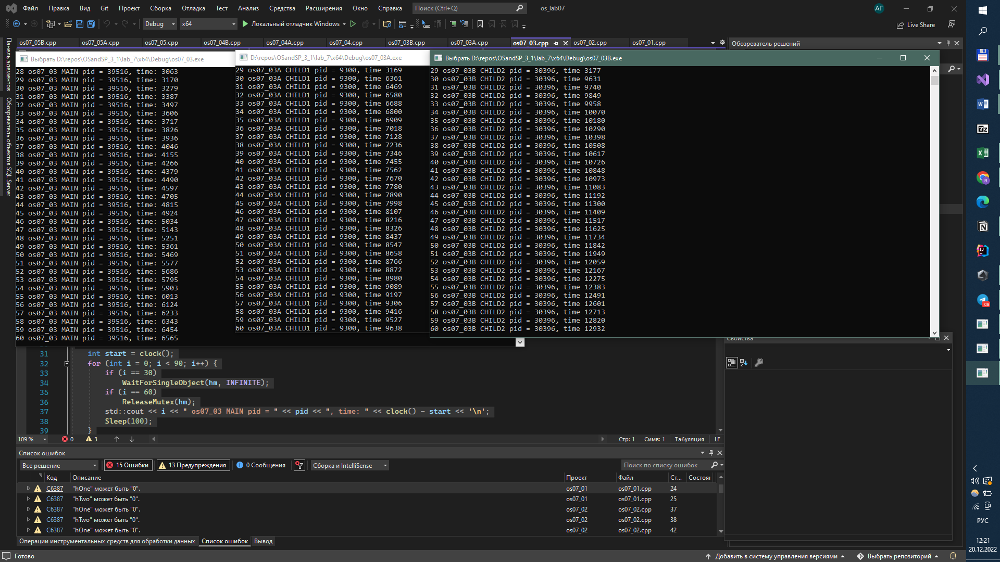 Файл Правка Вид Git Проект Сборка Отладка Тест Анализ Средства Расширения Окно Справка Поиск (Ctrl+Q) os_lab07 АГ
Debug x64 Локальный отладчик Windows Live Share
os07_05B.cpp os07_05A.cpp os07_05.cpp os07_04B.cpp os07_04A.cpp os07_04.cpp os07_03B.cpp os07_03A.cpp os07_03.cpp os07_02.cpp os07_01.cpp
Обозреватель решений
Панель элементов
Обозреватель объектов SQL Server
Выбрать D:\repos\OSandSP_3_1\lab_7\x64\Debug\os07_03.exe
28 os07_03 MAIN pid = 39516, time: 3063
29 os07_03 MAIN pid = 39516, time: 3170
30 os07_03 MAIN pid = 39516, time: 3279
31 os07_03 MAIN pid = 39516, time: 3387
32 os07_03 MAIN pid = 39516, time: 3497
33 os07_03 MAIN pid = 39516, time: 3606
34 os07_03 MAIN pid = 39516, time: 3717
35 os07_03 MAIN pid = 39516, time: 3826
36 os07_03 MAIN pid = 39516, time: 3936
37 os07_03 MAIN pid = 39516, time: 4046
38 os07_03 MAIN pid = 39516, time: 4155
39 os07_03 MAIN pid = 39516, time: 4266
40 os07_03 MAIN pid = 39516, time: 4379
41 os07_03 MAIN pid = 39516, time: 4490
42 os07_03 MAIN pid = 39516, time: 4597
43 os07_03 MAIN pid = 39516, time: 4705
44 os07_03 MAIN pid = 39516, time: 4815
45 os07_03 MAIN pid = 39516, time: 4924
46 os07_03 MAIN pid = 39516, time: 5034
47 os07_03 MAIN pid = 39516, time: 5143
48 os07_03 MAIN pid = 39516, time: 5251
49 os07_03 MAIN pid = 39516, time: 5361
50 os07_03 MAIN pid = 39516, time: 5469
51 os07_03 MAIN pid = 39516, time: 5577
52 os07_03 MAIN pid = 39516, time: 5686
53 os07_03 MAIN pid = 39516, time: 5795
54 os07_03 MAIN pid = 39516, time: 5903
55 os07_03 MAIN pid = 39516, time: 6013
56 os07_03 MAIN pid = 39516, time: 6124
57 os07_03 MAIN pid = 39516, time: 6233
58 os07_03 MAIN pid = 39516, time: 6343
59 os07_03 MAIN pid = 39516, time: 6454
60 os07_03 MAIN pid = 39516, time: 6565
D:\repos\OSandSP_3_1\lab_7\x64\Debug\os07_03A.exe
29 os07_03A CHILD1 pid = 9300, time 3169
30 os07_03A CHILD1 pid = 9300, time 6361
31 os07_03A CHILD1 pid = 9300, time 6469
32 os07_03A CHILD1 pid = 9300, time 6580
33 os07_03A CHILD1 pid = 9300, time 6688
34 os07_03A CHILD1 pid = 9300, time 6800
35 os07_03A CHILD1 pid = 9300, time 6909
36 os07_03A CHILD1 pid = 9300, time 7018
37 os07_03A CHILD1 pid = 9300, time 7128
38 os07_03A CHILD1 pid = 9300, time 7236
39 os07_03A CHILD1 pid = 9300, time 7346
40 os07_03A CHILD1 pid = 9300, time 7455
41 os07_03A CHILD1 pid = 9300, time 7562
42 os07_03A CHILD1 pid = 9300, time 7670
43 os07_03A CHILD1 pid = 9300, time 7780
44 os07_03A CHILD1 pid = 9300, time 7890
45 os07_03A CHILD1 pid = 9300, time 7998
46 os07_03A CHILD1 pid = 9300, time 8107
47 os07_03A CHILD1 pid = 9300, time 8216
48 os07_03A CHILD1 pid = 9300, time 8326
49 os07_03A CHILD1 pid = 9300, time 8437
50 os07_03A CHILD1 pid = 9300, time 8547
51 os07_03A CHILD1 pid = 9300, time 8658
52 os07_03A CHILD1 pid = 9300, time 8766
53 os07_03A CHILD1 pid = 9300, time 8872
54 os07_03A CHILD1 pid = 9300, time 8980
55 os07_03A CHILD1 pid = 9300, time 9089
56 os07_03A CHILD1 pid = 9300, time 9197
57 os07_03A CHILD1 pid = 9300, time 9306
58 os07_03A CHILD1 pid = 9300, time 9416
59 os07_03A CHILD1 pid = 9300, time 9527
60 os07_03A CHILD1 pid = 9300, time 9638
Выбрать D:\repos\OSandSP_3_1\lab_7\x64\Debug\os07_03B.exe
29 os07_03B CHILD2 pid = 30396, time 3177
30 os07_03B CHILD2 pid = 30396, time 9631
31 os07_03B CHILD2 pid = 30396, time 9740
32 os07_03B CHILD2 pid = 30396, time 9849
33 os07_03B CHILD2 pid = 30396, time 9958
34 os07_03B CHILD2 pid = 30396, time 10070
35 os07_03B CHILD2 pid = 30396, time 10180
36 os07_03B CHILD2 pid = 30396, time 10290
37 os07_03B CHILD2 pid = 30396, time 10398
38 os07_03B CHILD2 pid = 30396, time 10508
39 os07_03B CHILD2 pid = 30396, time 10617
40 os07_03B CHILD2 pid = 30396, time 10726
41 os07_03B CHILD2 pid = 30396, time 10848
42 os07_03B CHILD2 pid = 30396, time 10973
43 os07_03B CHILD2 pid = 30396, time 11083
44 os07_03B CHILD2 pid = 30396, time 11192
45 os07_03B CHILD2 pid = 30396, time 11300
46 os07_03B CHILD2 pid = 30396, time 11409
47 os07_03B CHILD2 pid = 30396, time 11517
48 os07_03B CHILD2 pid = 30396, time 11625
49 os07_03B CHILD2 pid = 30396, time 11734
50 os07_03B CHILD2 pid = 30396, time 11842
51 os07_03B CHILD2 pid = 30396, time 11949
52 os07_03B CHILD2 pid = 30396, time 12059
53 os07_03B CHILD2 pid = 30396, time 12167
54 os07_03B CHILD2 pid = 30396, time 12275
55 os07_03B CHILD2 pid = 30396, time 12383
56 os07_03B CHILD2 pid = 30396, time 12491
57 os07_03B CHILD2 pid = 30396, time 12601
58 os07_03B CHILD2 pid = 30396, time 12713
59 os07_03B CHILD2 pid = 30396, time 12820
60 os07_03B CHILD2 pid = 30396, time 12932
Свойства
31 int start = clock();
32 for (int i = 0; i < 90; i++) {
33 if (i == 30)
34 WaitForSingleObject(hm, INFINITE);
35 if (i == 60)
36 ReleaseMutex(hm);
37 std::cout << i << " os07_03 MAIN pid = " << pid << ", time: " << clock() - start << '\n';
38 Sleep(100);
39 }
109 % 0 3 Стр: 1 Симв: 1 Табуляция LF
Список ошибок
Все решение 15 Ошибки 13 Предупреждения 0 Сообщения Сборка и IntelliSense Поиск по списку ошибок
Код Описание Проект Файл Ст... Состоя
C6387 "hOne" может быть "0". os07_01 os07_01.cpp 24
C6387 "hTwo" может быть "0". os07_01 os07_01.cpp 25
C6387 "hOne" может быть "0". os07_02 os07_02.cpp 37
C6387 "hTwo" может быть "0". os07_02 os07_02.cpp 38
C6387 "hOne" может быть "0". os07_02 os07_02.cpp 42
Операции инструментальных средств для обработки данных Список ошибок Вывод
Готово Добавить в систему управления версиями Выбрать репозиторий
РУС
12:21
20.12.2022